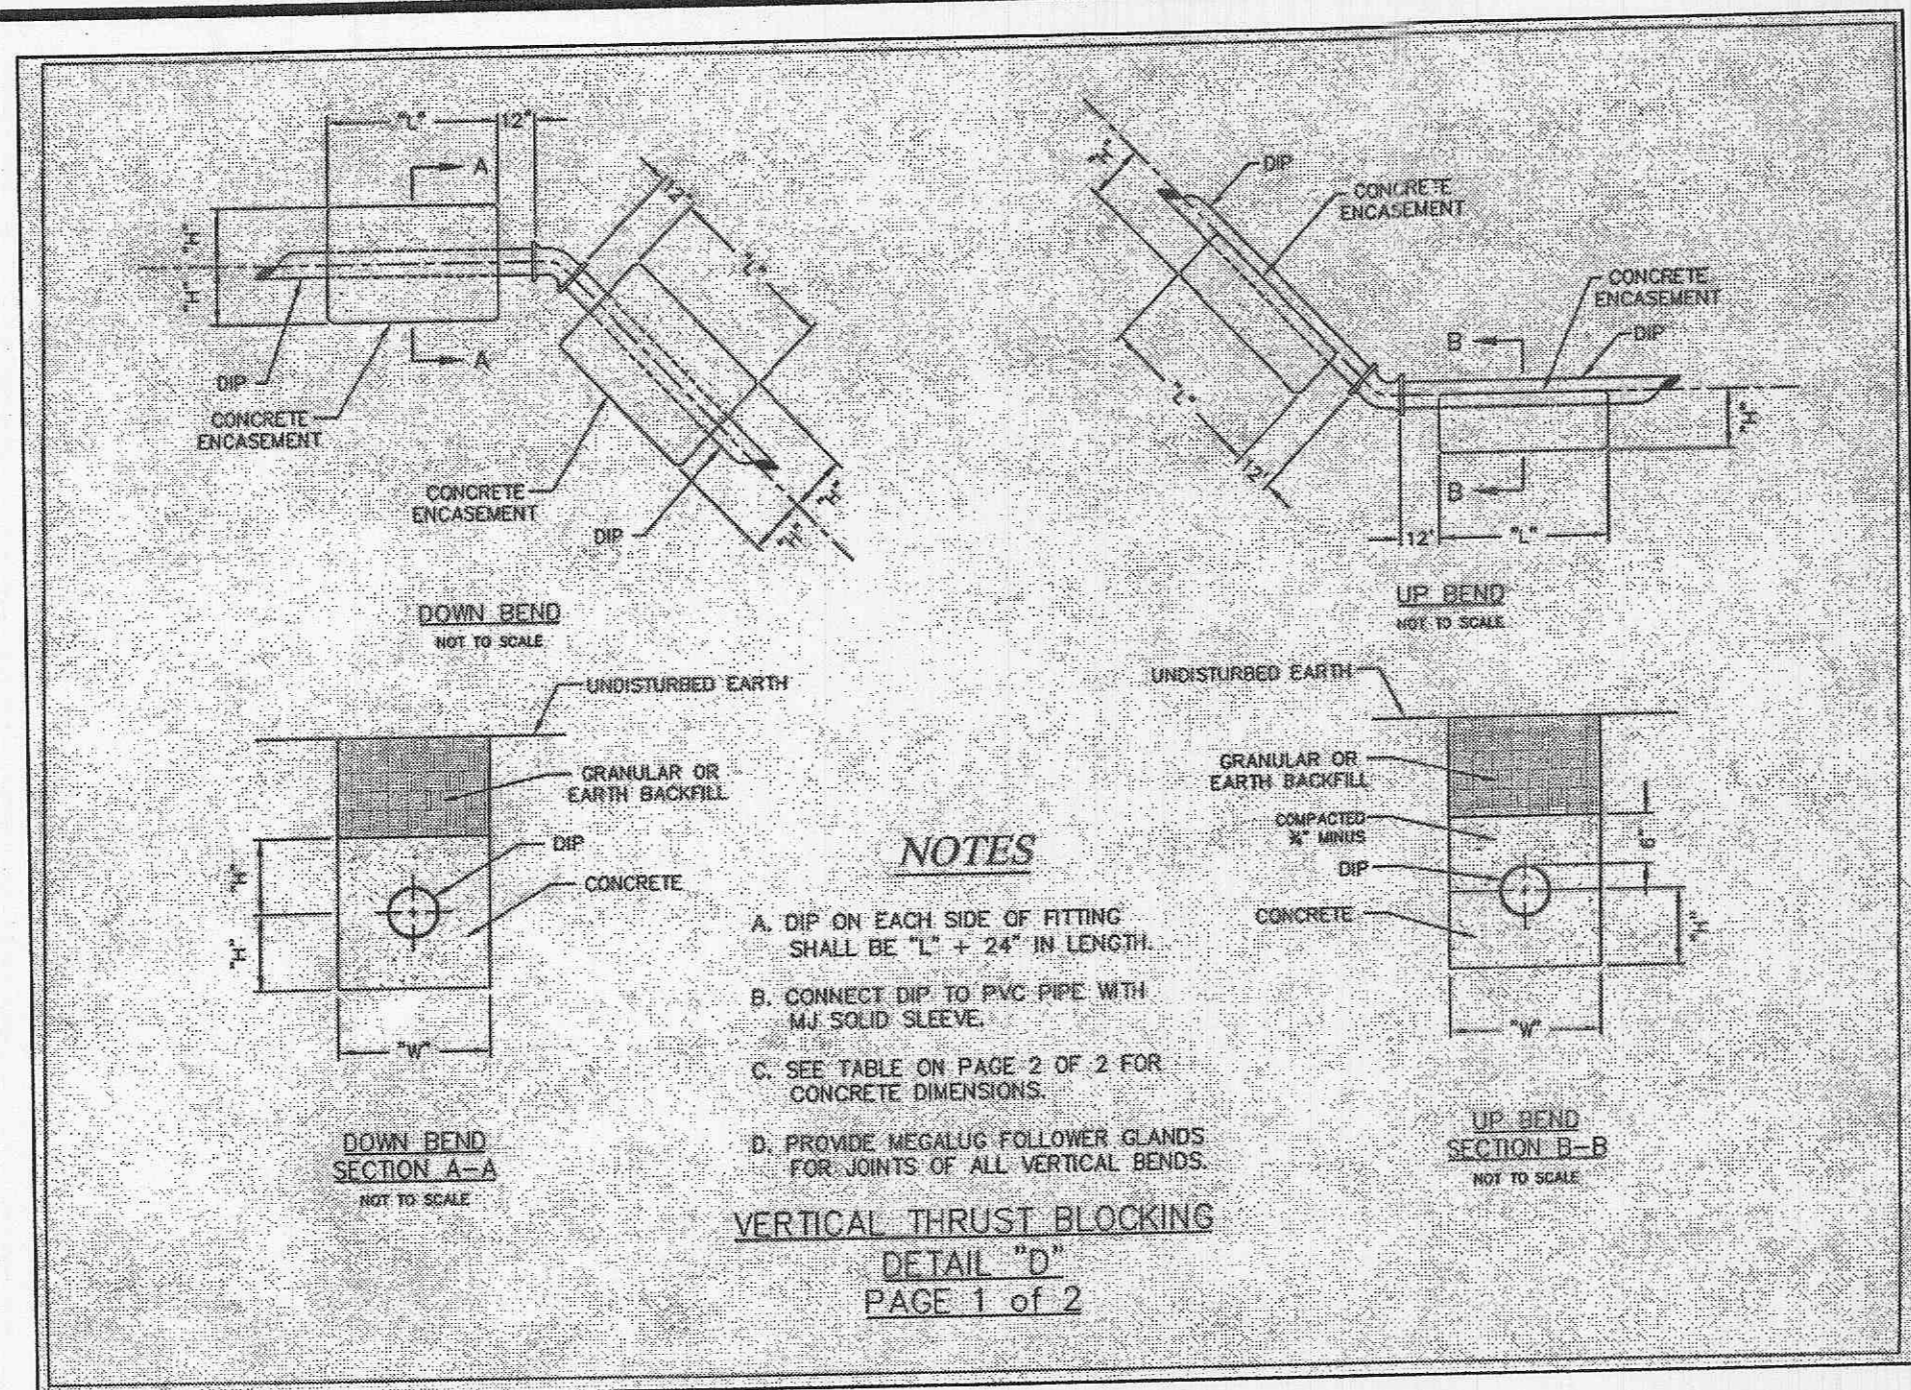 "L"
12"
A
"H"
"H"
A
DIP
CONCRETE
ENCASEMENT
12"
"L"
CONCRETE
ENCASEMENT
DIP
"H"
"H"
DOWN BEND
NOT TO SCALE
"H"
DIP
CONCRETE
ENCASEMENT
CONCRETE
ENCASEMENT
DIP
B
"H"
B
"L"
12"
12"
"L"
UP BEND
NOT TO SCALE
UNDISTURBED EARTH
GRANULAR OR
EARTH BACKFILL
DIP
CONCRETE
"H"
"H"
"W"
DOWN BEND
SECTION A-A
NOT TO SCALE
NOTES
A. DIP ON EACH SIDE OF FITTING
SHALL BE "L" + 24" IN LENGTH.
B. CONNECT DIP TO PVC PIPE WITH
MJ SOLID SLEEVE.
C. SEE TABLE ON PAGE 2 OF 2 FOR
CONCRETE DIMENSIONS.
D. PROVIDE MEGALUG FOLLOWER GLANDS
FOR JOINTS OF ALL VERTICAL BENDS.
UNDISTURBED EARTH
GRANULAR OR
EARTH BACKFILL
COMPACTED
¾" MINUS
DIP
CONCRETE
6"
"H"
"W"
UP BEND
SECTION B-B
NOT TO SCALE
VERTICAL THRUST BLOCKING
DETAIL "D"
PAGE 1 of 2